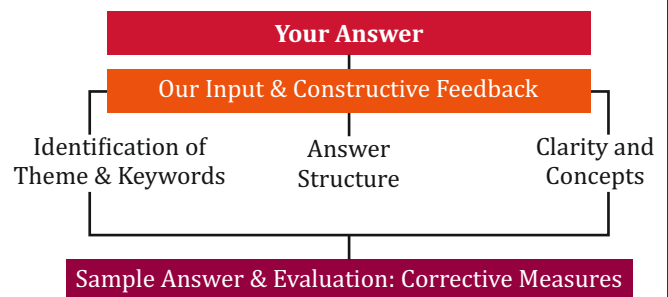 Your Answer
Our Input & Constructive Feedback
Identification of
Theme & Keywords
Answer
Structure
Clarity and
Concepts
Sample Answer & Evaluation: Corrective Measures